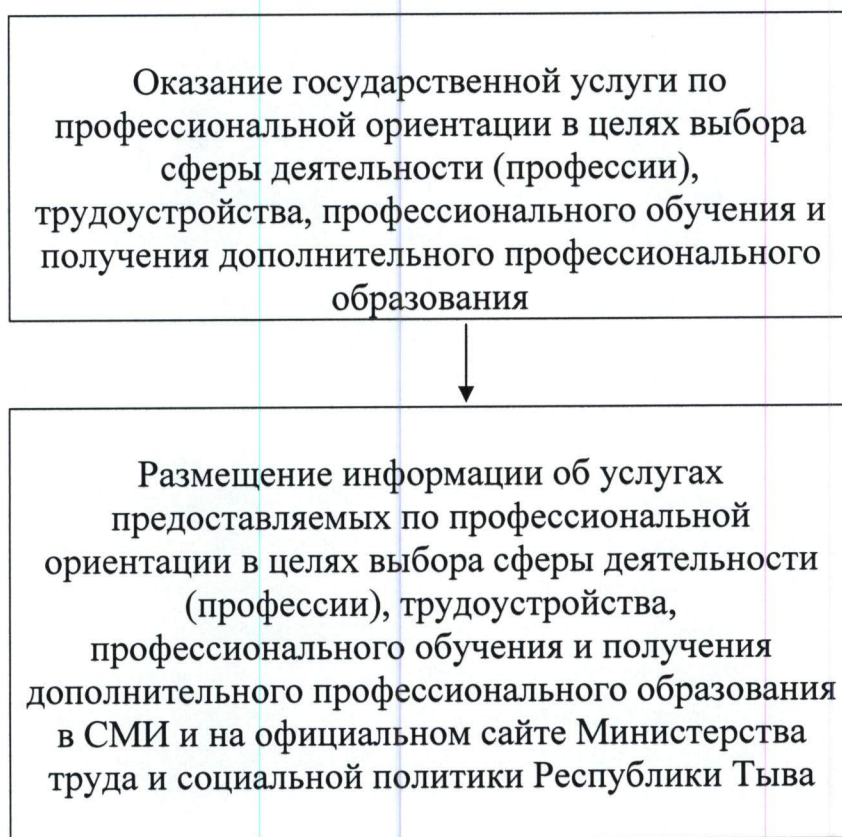 Оказание государственной услуги по
профессиональной ориентации в целях выбора
сферы деятельности (профессии),
трудоустройства, профессионального обучения и
получения дополнительного профессионального
образования
Размещение информации об услугах
предоставляемых по профессиональной
ориентации в целях выбора сферы деятельности
(профессии), трудоустройства,
профессионального обучения и получения
дополнительного профессионального образования
в СМИ и на официальном сайте Министерства
труда и социальной политики Республики Тыва